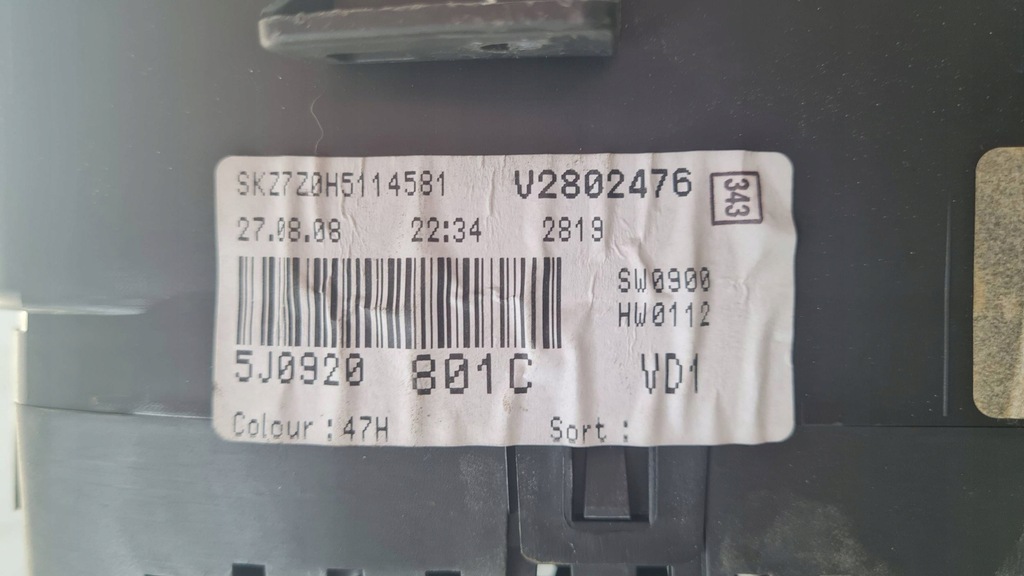 SKZ7Z0H5114581 V2802476 343
27.08.08 22:34 2819
SW0900
HW0112
5J0920 801C VD1
Colour : 47H Sort :